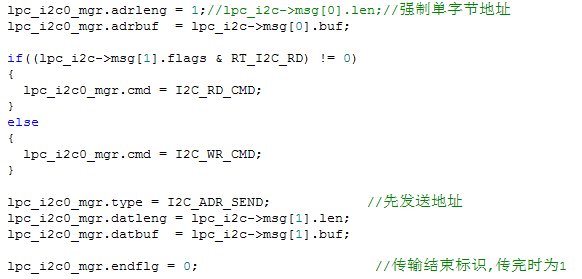 lpc_i2c0_mgr.adrleng = 1;//lpc_i2c->msg[0].len;//强制单字节地址
lpc_i2c0_mgr.adrbuf  = lpc_i2c->msg[0].buf;
if((lpc_i2c->msg[1].flags & RT_I2C_RD) != 0)
{
  lpc_i2c0_mgr.cmd = I2C_RD_CMD;
}
else
{
  lpc_i2c0_mgr.cmd = I2C_WR_CMD;
}
lpc_i2c0_mgr.type = I2C_ADR_SEND;            //先发送地址
lpc_i2c0_mgr.datleng = lpc_i2c->msg[1].len;
lpc_i2c0_mgr.datbuf  = lpc_i2c->msg[1].buf;
lpc_i2c0_mgr.endflg = 0;                      //传输结束标识,传完时为1